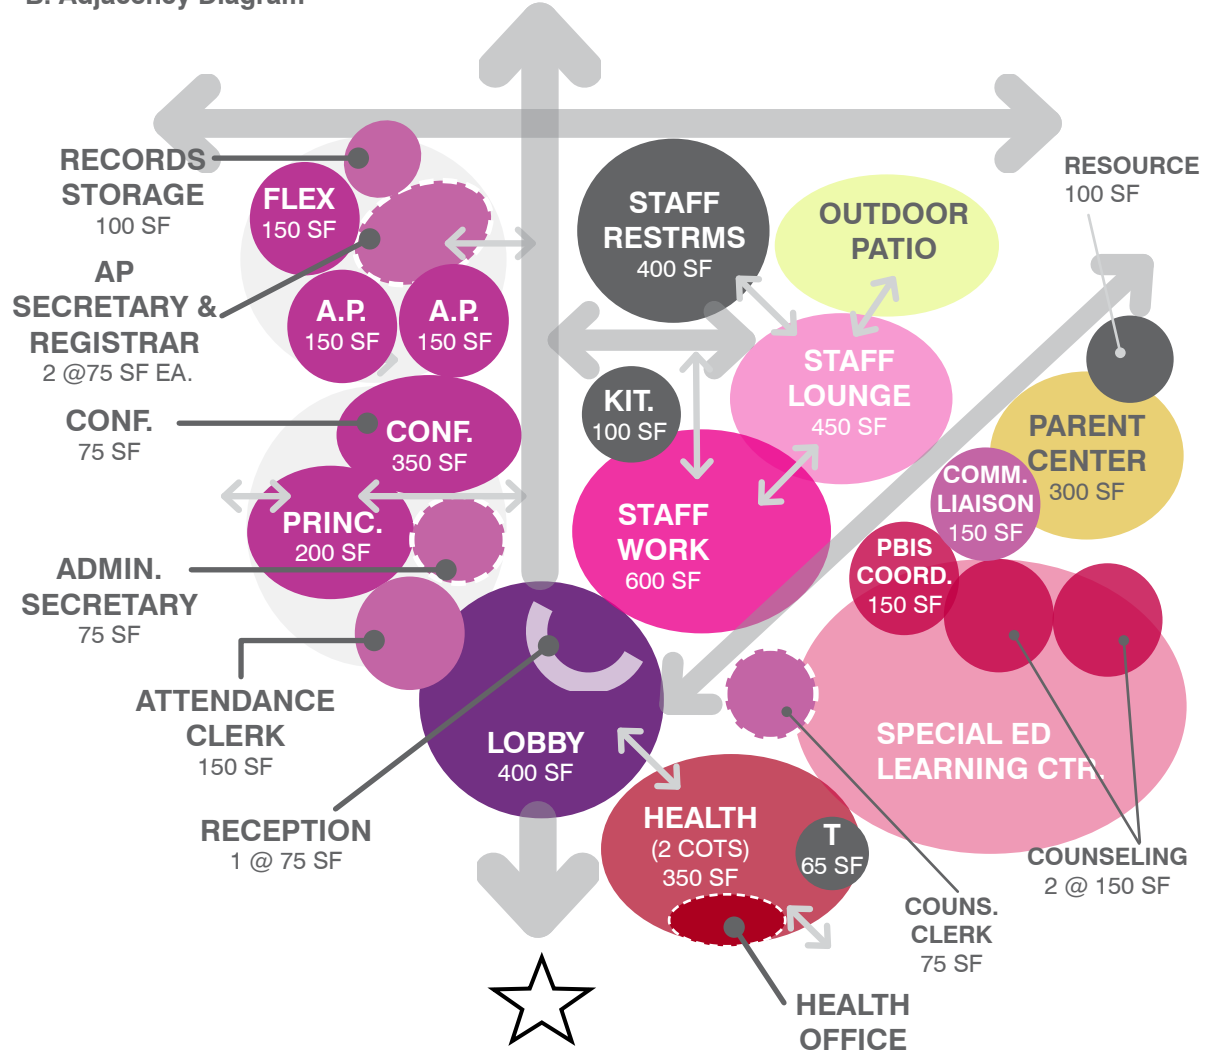 B. Adjacency Diagram
RECORDS
STORAGE
100 SF
FLEX
150 SF
AP
SECRETARY &
REGISTRAR
2 @75 SF EA.
A.P.
150 SF
A.P.
150 SF
CONF.
75 SF
CONF.
350 SF
PRINC.
200 SF
ADMIN.
SECRETARY
75 SF
ATTENDANCE
CLERK
150 SF
RECEPTION
1 @ 75 SF
LOBBY
400 SF
STAFF
RESTRMS
400 SF
OUTDOOR
PATIO
RESOURCE
100 SF
STAFF
LOUNGE
450 SF
KIT.
100 SF
STAFF
WORK
600 SF
PARENT
CENTER
300 SF
COMM.
LIAISON
150 SF
PBIS
COORD.
150 SF
SPECIAL ED
LEARNING CTR.
HEALTH
(2 COTS)
350 SF
T
65 SF
COUNSELING
2 @ 150 SF
COUNS.
CLERK
75 SF
HEALTH
OFFICE